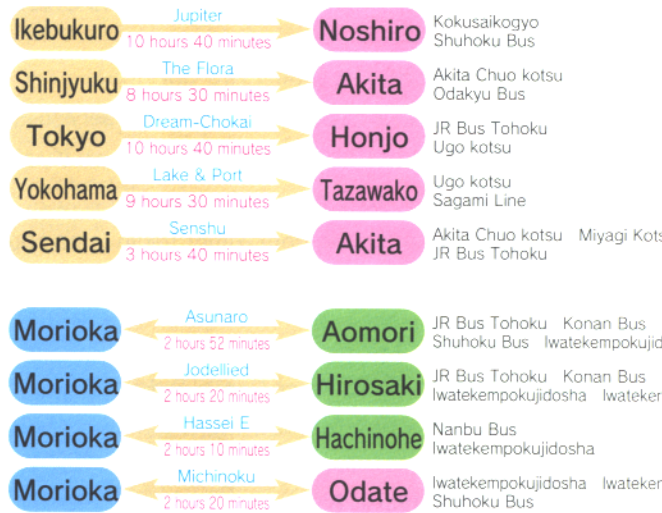 Ikebukuro Jupiter 10 hours 40 minutes Noshiro Kokusaikogyo
Shuhoku Bus
Shinjyuku The Flora 8 hours 30 minutes Akita Akita Chuo kotsu
Odakyu Bus
Tokyo Dream-Chokai 10 hours 40 minutes Honjo JR Bus Tohoku
Ugo kotsu
Yokohama Lake & Port 9 hours 30 minutes Tazawako Ugo kotsu
Sagami Line
Sendai Senshu 3 hours 40 minutes Akita Akita Chuo kotsu Miyagi
JR Bus Tohoku
Morioka Asunaro 2 hours 52 minutes Aomori JR Bus Tohoku Konan Bus
Shuhoku Bus
Morioka Jodellied 2 hours 20 minutes Hirosaki JR Bus Tohoku Konan Bus
Iwatekempokujidosha
Morioka Hassei E 2 hours 10 minutes Hachinohe Nanbu Bus
Iwatekempokujidosha
Morioka Michinoku 2 hours 20 minutes Odate Iwatekempokujidosha
Shuhoku Bus